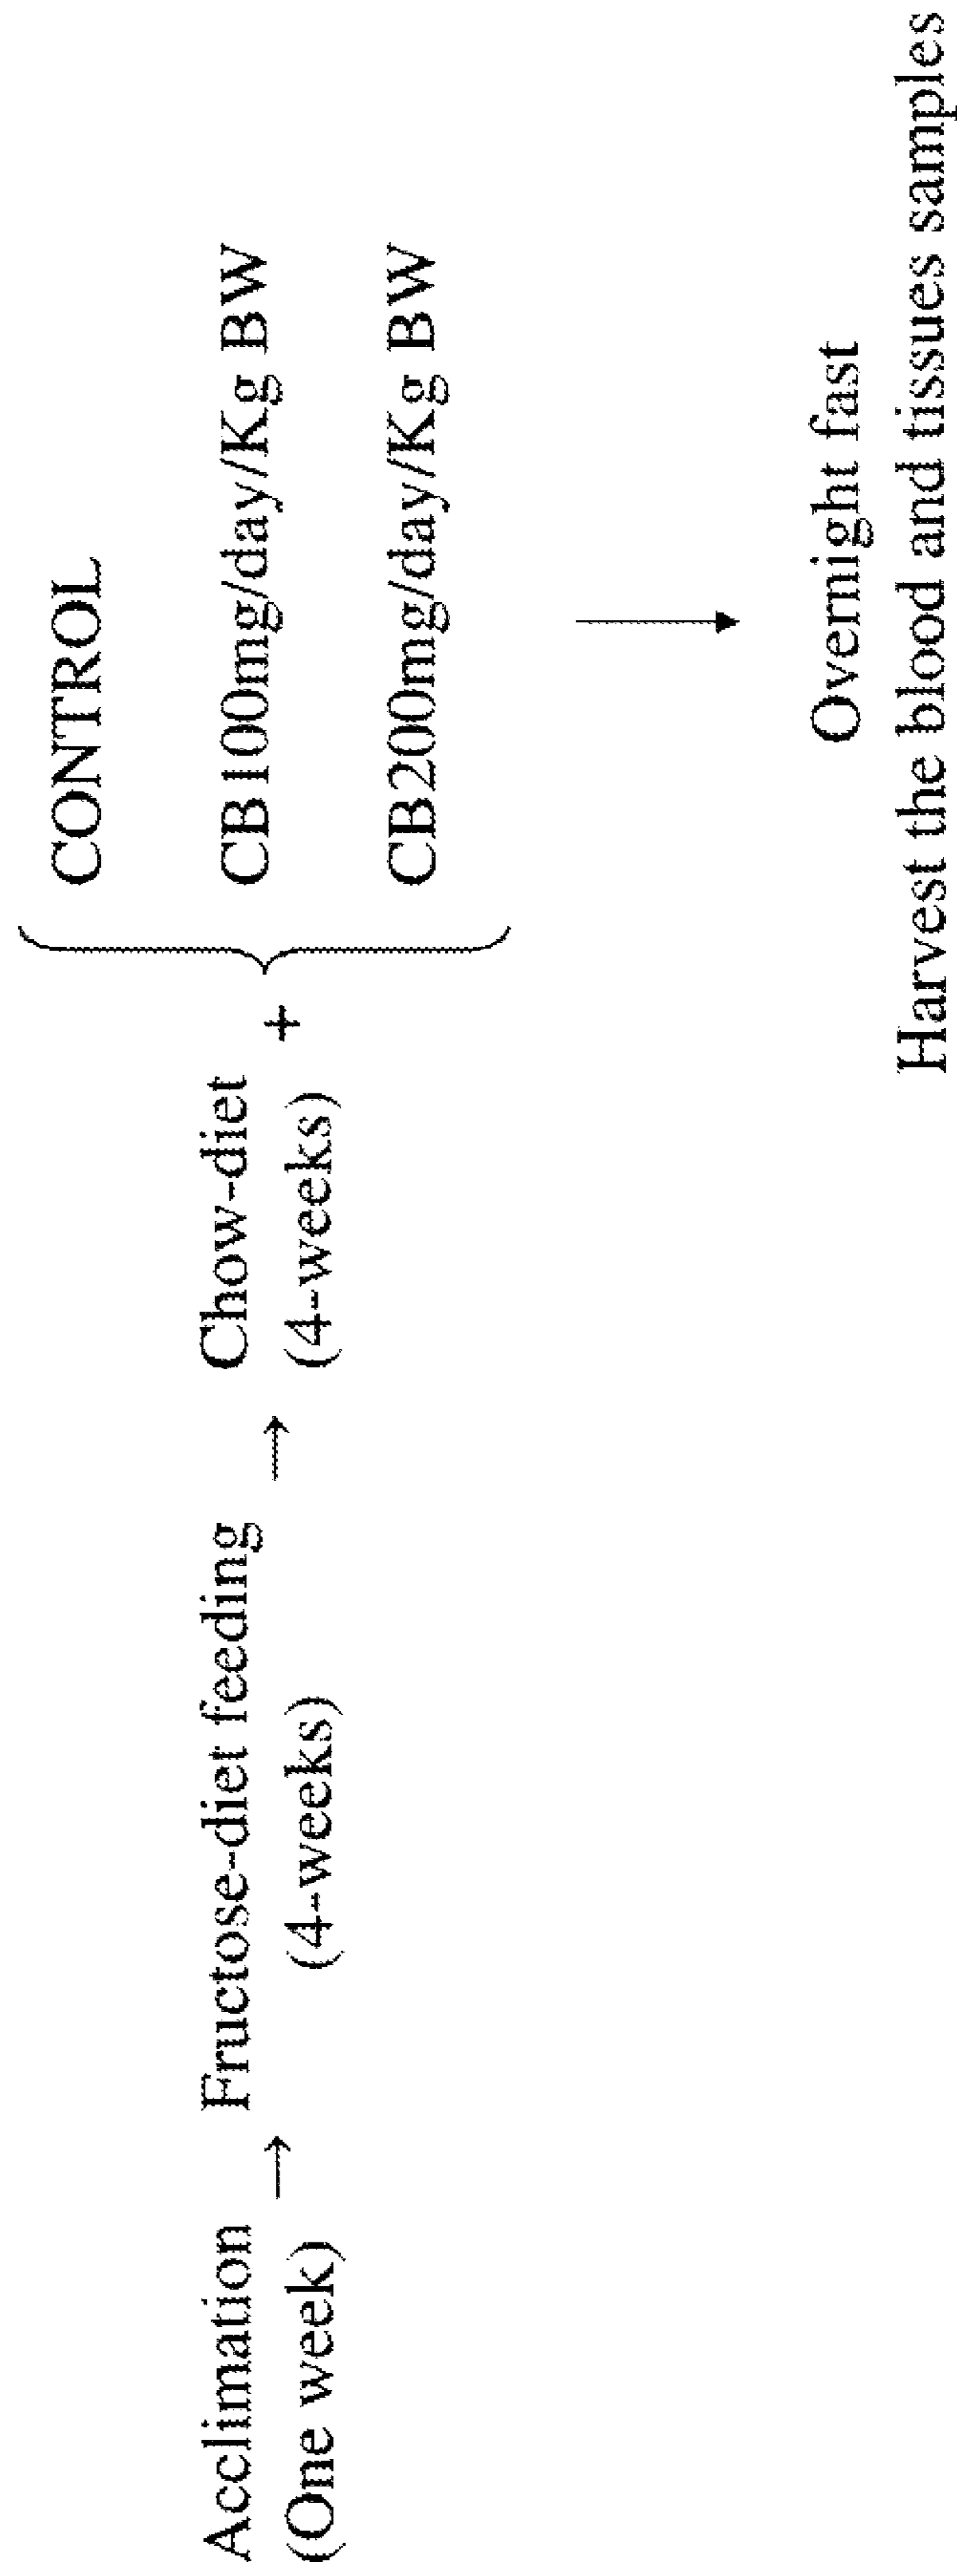 Acclimation
(One week)
→
Fructose-diet feeding
(4-weeks)
→
Chow-diet
(4-weeks)
+
CONTROL
CB100mg/day/Kg BW
CB200mg/day/Kg BW
Overnight fast
Harvest the blood and tissues samples